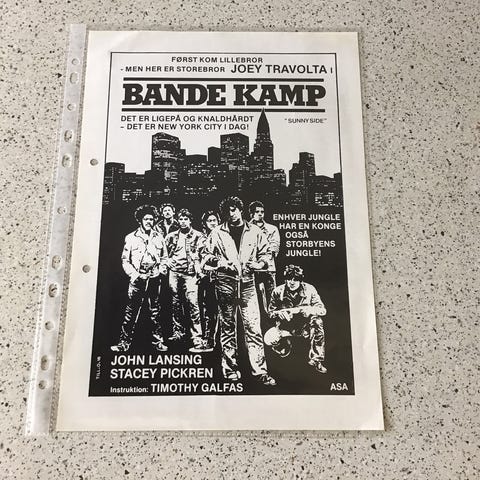 FØRST KOM LILLEBROR
- MEN HER ER STOREBROR JOEY TRAVOLTA I
BANDE KAMP
DET ER LIGEPÅ OG KNALDHÅRDT
- DET ER NEW YORK CITY I DAG!
"SUNNYSIDE"
ENHVER JUNGLE
HAR EN KONGE
OGSÅ
STORBYENS
JUNGLE!
JOHN LANSING
STACEY PICKREN
Instruktion: TIMOTHY GALFAS
ASA